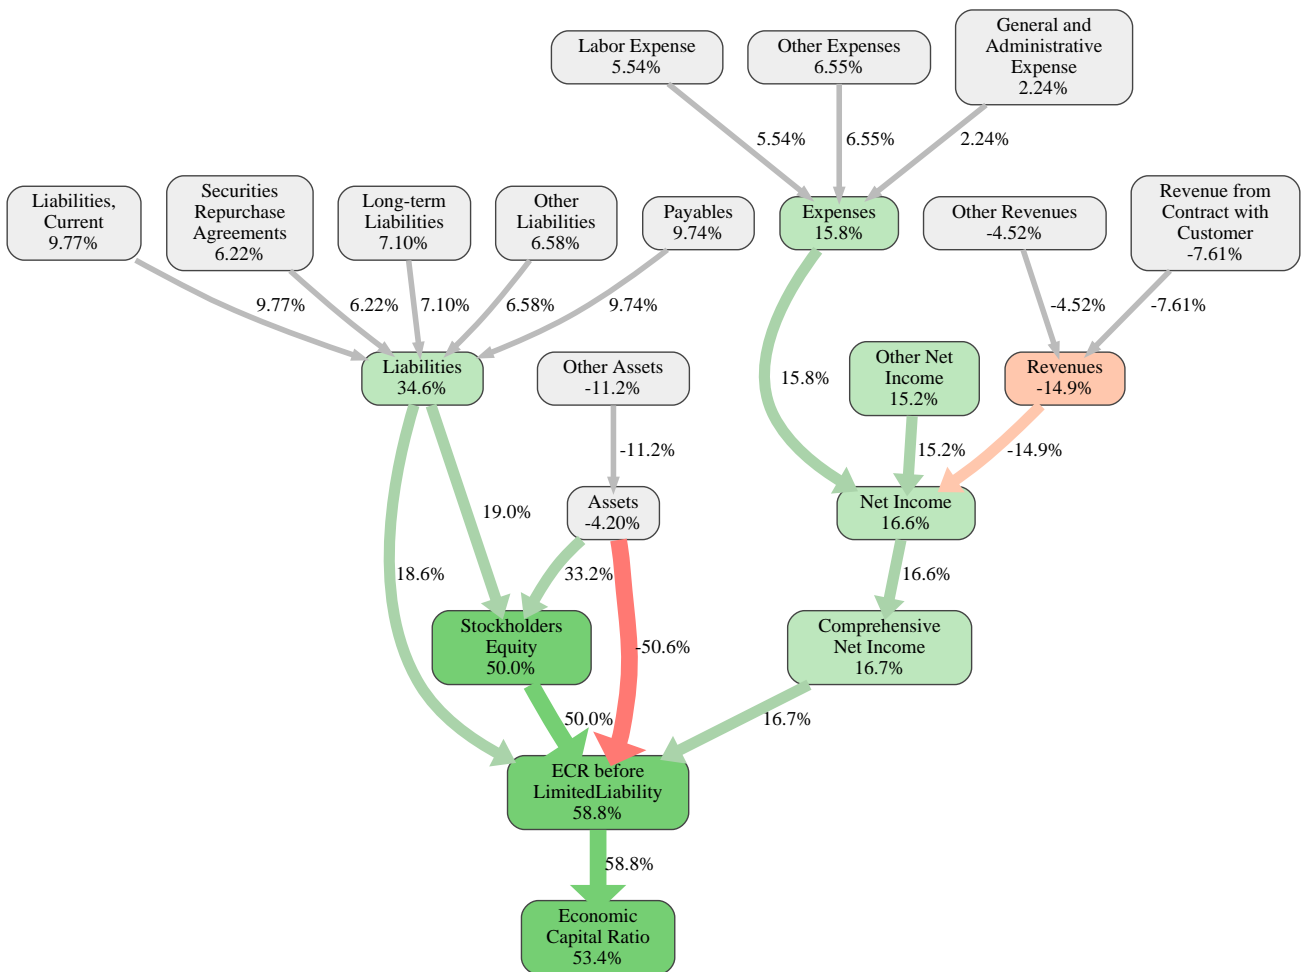 Labor Expense
5.54%
Other Expenses
6.55%
General and
Administrative
Expense
2.24%
5.54%
6.55%
2.24%
Liabilities,
Current
9.77%
Securities
Repurchase
Agreements
6.22%
Long-term
Liabilities
7.10%
Other
Liabilities
6.58%
Payables
9.74%
Expenses
15.8%
Other Revenues
-4.52%
Revenue from
Contract with
Customer
-7.61%
9.77%
6.22%
7.10%
6.58%
9.74%
-4.52%
-7.61%
Liabilities
34.6%
Other Assets
-11.2%
15.8%
Other Net
Income
15.2%
Revenues
-14.9%
-11.2%
15.2%
-14.9%
19.0%
Assets
-4.20%
Net Income
16.6%
18.6%
33.2%
16.6%
Stockholders
Equity
50.0%
-50.6%
Comprehensive
Net Income
16.7%
50.0%
16.7%
ECR before
LimitedLiability
58.8%
58.8%
Economic
Capital Ratio
53.4%